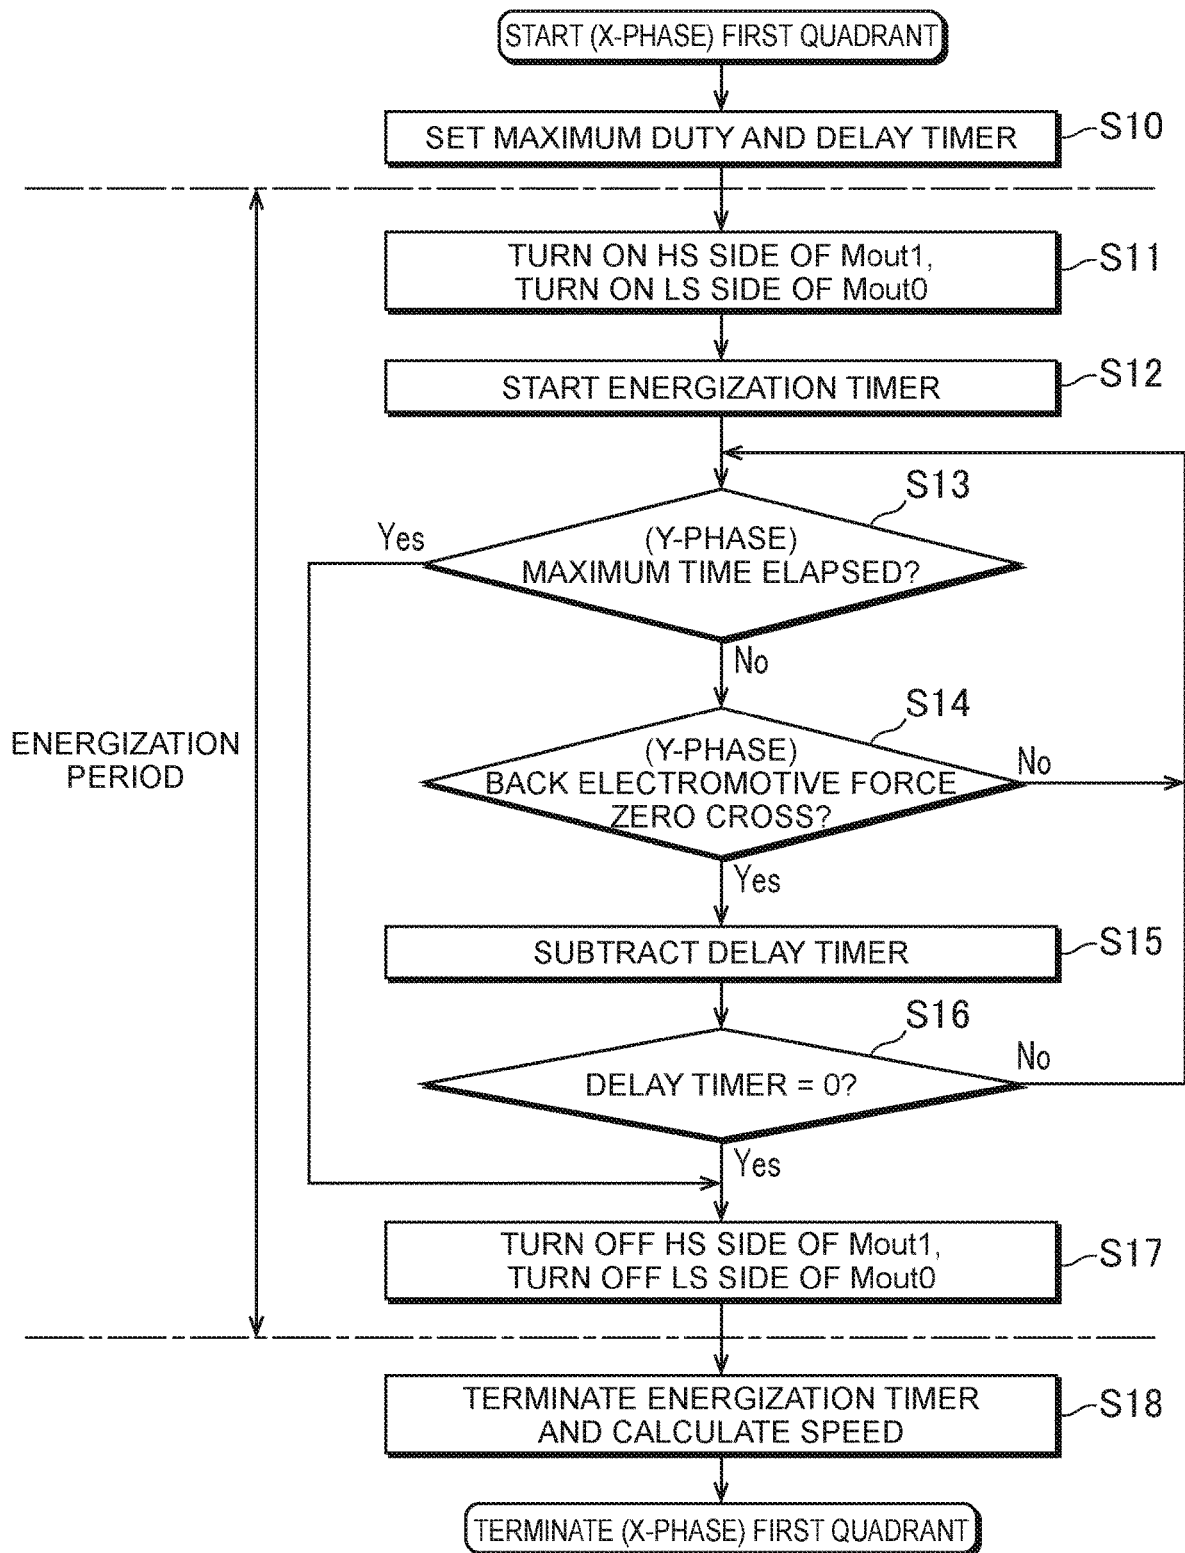 START (X-PHASE) FIRST QUADRANT
SET MAXIMUM DUTY AND DELAY TIMER
S10
TURN ON HS SIDE OF Mout1,
TURN ON LS SIDE OF Mout0
S11
START ENERGIZATION TIMER
S12
S13
Yes
(Y-PHASE)
MAXIMUM TIME ELAPSED?
No
S14
ENERGIZATION
PERIOD
(Y-PHASE)
BACK ELECTROMOTIVE FORCE
ZERO CROSS?
No
Yes
SUBTRACT DELAY TIMER
S15
S16
DELAY TIMER = 0?
No
Yes
TURN OFF HS SIDE OF Mout1,
TURN OFF LS SIDE OF Mout0
S17
TERMINATE ENERGIZATION TIMER
AND CALCULATE SPEED
S18
TERMINATE (X-PHASE) FIRST QUADRANT